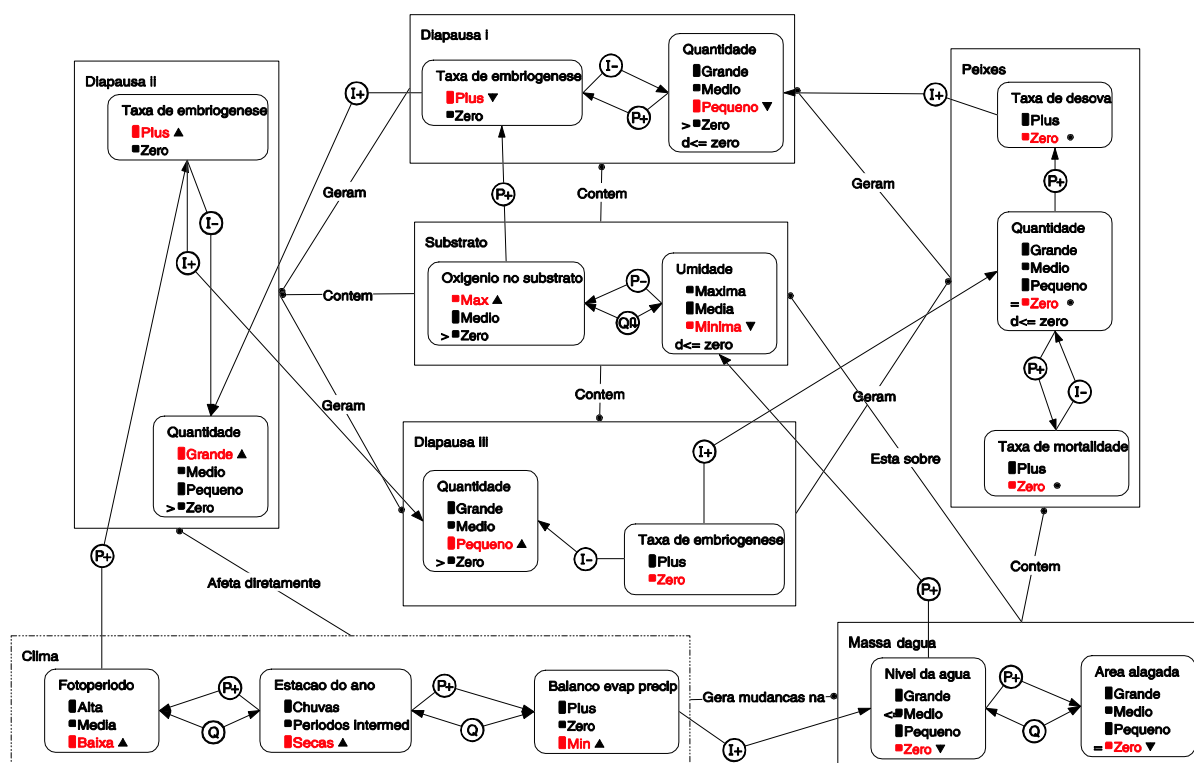 Diapausa i
Taxa de embriogenese
Plus
Zero
I-
P+
Quantidade
Grande
Medio
Pequeno
> Zero
d<= zero
Diapausa ii
Taxa de embriogenese
Plus
Zero
I-
I+
Quantidade
Grande
Medio
Pequeno
> Zero
I+
Geram
P+
Contem
Geram
I+
Peixes
Taxa de desova
Plus
Zero
P+
Quantidade
Grande
Medio
Pequeno
= Zero
d<= zero
P+
I-
Taxa de mortalidade
Plus
Zero
Substrato
Oxigenio no substrato
Max
Medio
> Zero
P-
Q
Umidade
Maxima
Media
Minima
d<= zero
Contem
Contem
Geram
Geram
Esta sobre
Diapausa iii
Quantidade
Grande
Medio
Pequeno
> Zero
I-
I+
Taxa de embriogenese
Plus
Zero
P+
Afeta diretamente
P+
Contem
Clima
Fotoperiodo
Alta
Media
Baixa
P+
Q
Estacao do ano
Chuvas
Periodos intermed
Secas
P+
Q
Balanco evap precip
Plus
Zero
Min
Gera mudancas na
I+
Massa dagua
Nivel da agua
Grande
<= Medio
Pequeno
Zero
P+
Q
Area alagada
Grande
Medio
Pequeno
= Zero